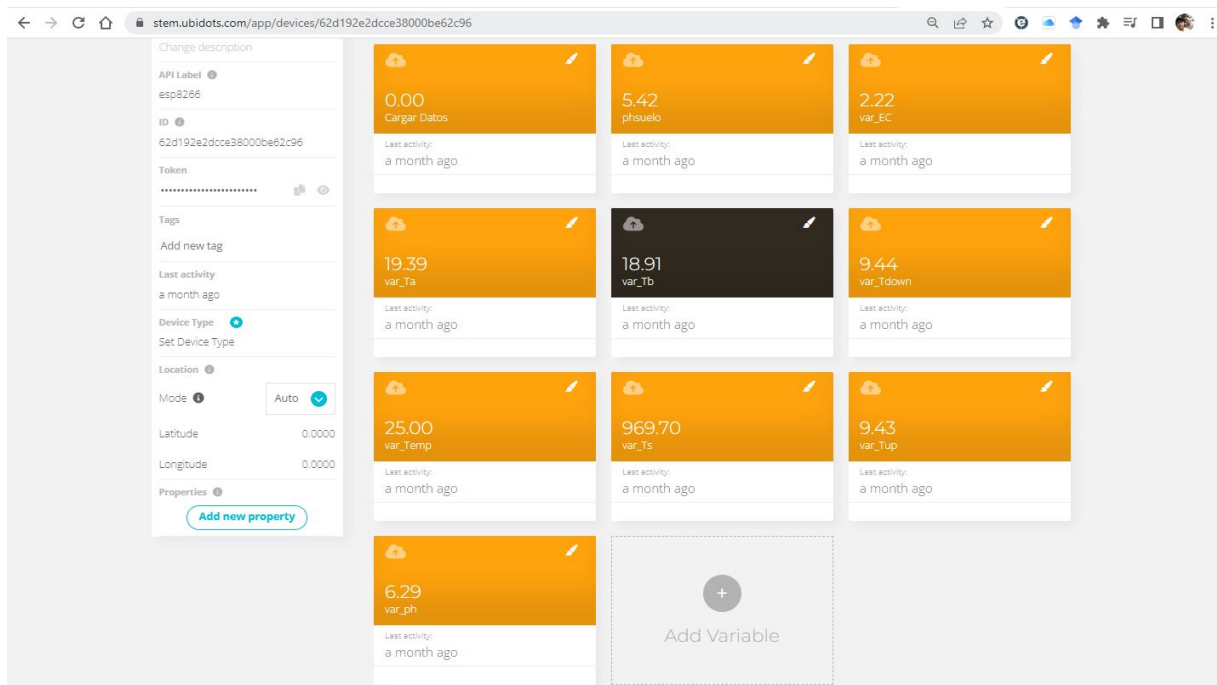 stem.ubidots.com/app/devices/62d192e2dcce38000be62c96
Change description
API Label
esp8266
ID
62d192e2dcce38000be62c96
Token
Tags
Add new tag
Last activity
a month ago
Device Type
Set Device Type
Location
Mode
Auto
Latitude
0.0000
Longitude
0.0000
Properties
Add new property
0.00
Cargar Datos
Last activity:
a month ago
5.42
phsuelo
Last activity:
a month ago
2.22
var_EC
Last activity:
a month ago
19.39
var_Ta
Last activity:
a month ago
18.91
var_Tb
Last activity:
a month ago
9.44
var_Tdown
Last activity:
a month ago
25.00
var_Temp
Last activity:
a month ago
969.70
var_Ts
Last activity:
a month ago
9.43
var_Tup
Last activity:
a month ago
6.29
var_ph
Last activity:
a month ago
Add Variable